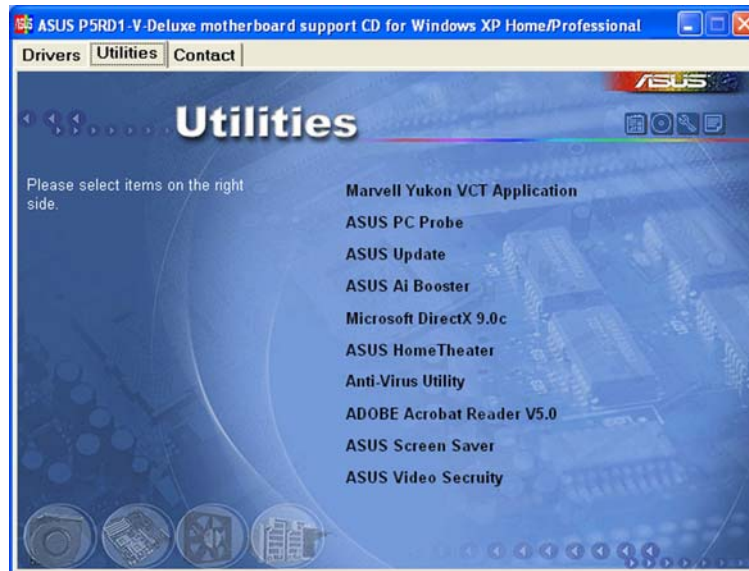 ASUS P5RD1-V-Deluxe motherboard support CD for Windows XP Home/Professional
Drivers Utilities Contact
ASUS
Utilities
Please select items on the right
side.
Marvell Yukon VCT Application
ASUS PC Probe
ASUS Update
ASUS Ai Booster
Microsoft DirectX 9.0c
ASUS HomeTheater
Anti-Virus Utility
ADOBE Acrobat Reader V5.0
ASUS Screen Saver
ASUS Video Secruity